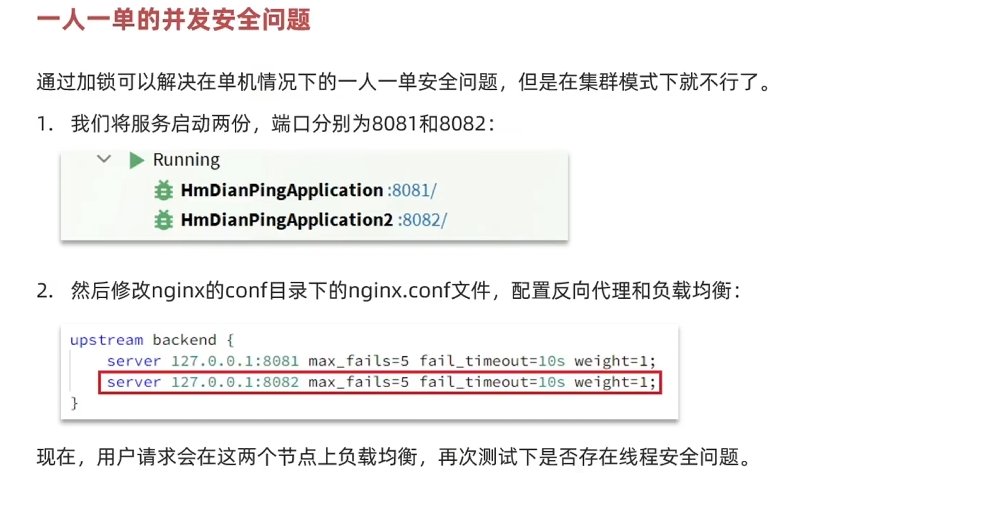 一人一单的并发安全问题
通过加锁可以解决在单机情况下的一人一单安全问题，但是在集群模式下就不行了。
1. 我们将服务启动两份，端口分别为8081和8082：
Running
HmDianPingApplication :8081/
HmDianPingApplication2 :8082/
2. 然后修改nginx的conf目录下的nginx.conf文件，配置反向代理和负载均衡：
upstream backend {
server 127.0.0.1:8081 max_fails=5 fail_timeout=10s weight=1;
server 127.0.0.1:8082 max_fails=5 fail_timeout=10s weight=1;
}
现在，用户请求会在这两个节点上负载均衡，再次测试下是否存在线程安全问题。